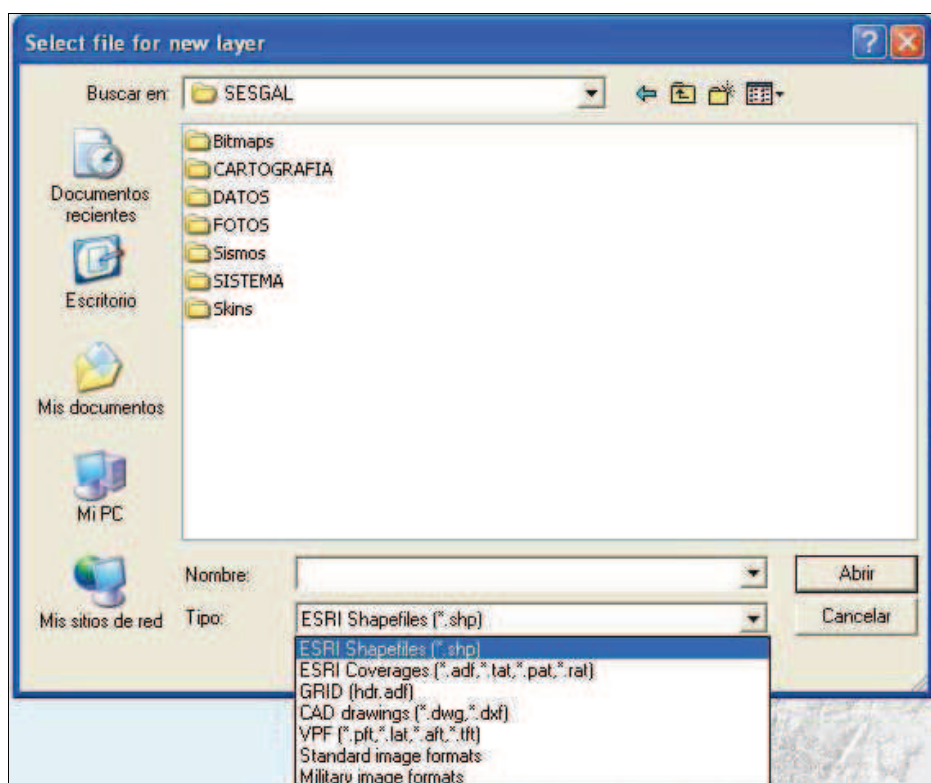 Select file for new layer
Buscar en:
SESGAL
Bitmaps
CARTOGRAFIA
DATOS
FOTOS
Sismos
SISTEMA
Skins
Documentos
recientes
Escritorio
Mis documentos
Mi PC
Mis sitios de red
Nombre:
Abrir
Tipo:
ESRI Shapefiles (*.shp)
Cancelar
ESRI Shapefiles (*.shp)
ESRI Coverages (*.adf,*.tat,*.pat,*.rat)
GRID (hdr.adf)
CAD drawings (*.dwg,*.dxf)
VPF (*.pft,*.lat,*.aft,*.tft)
Standard image formats
Military image formats